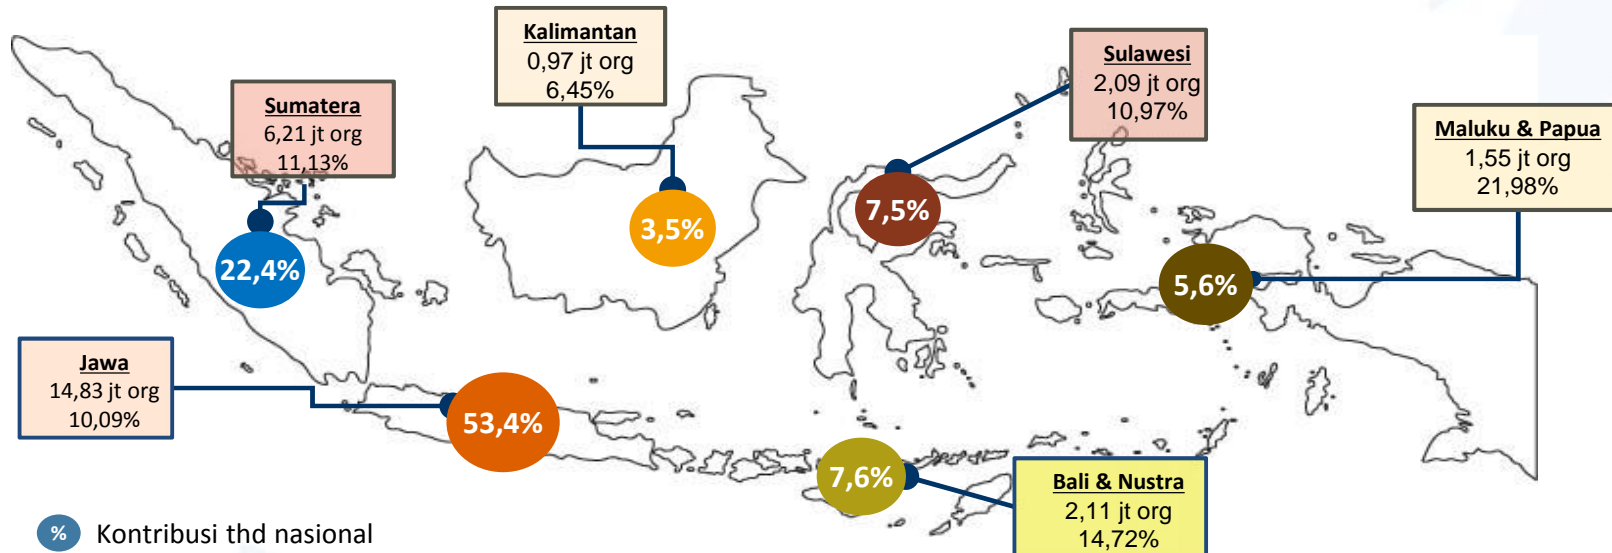 Kalimantan
0,97 jt org
6,45%
Sulawesi
2,09 jt org
10,97%
Sumatera
6,21 jt org
11,13%
Maluku & Papua
1,55 jt org
21,98%
22,4%
3,5%
7,5%
5,6%
Jawa
14,83 jt org
10,09%
53,4%
7,6%
Bali & Nustra
2,11 jt org
14,72%
% Kontribusi thd nasional